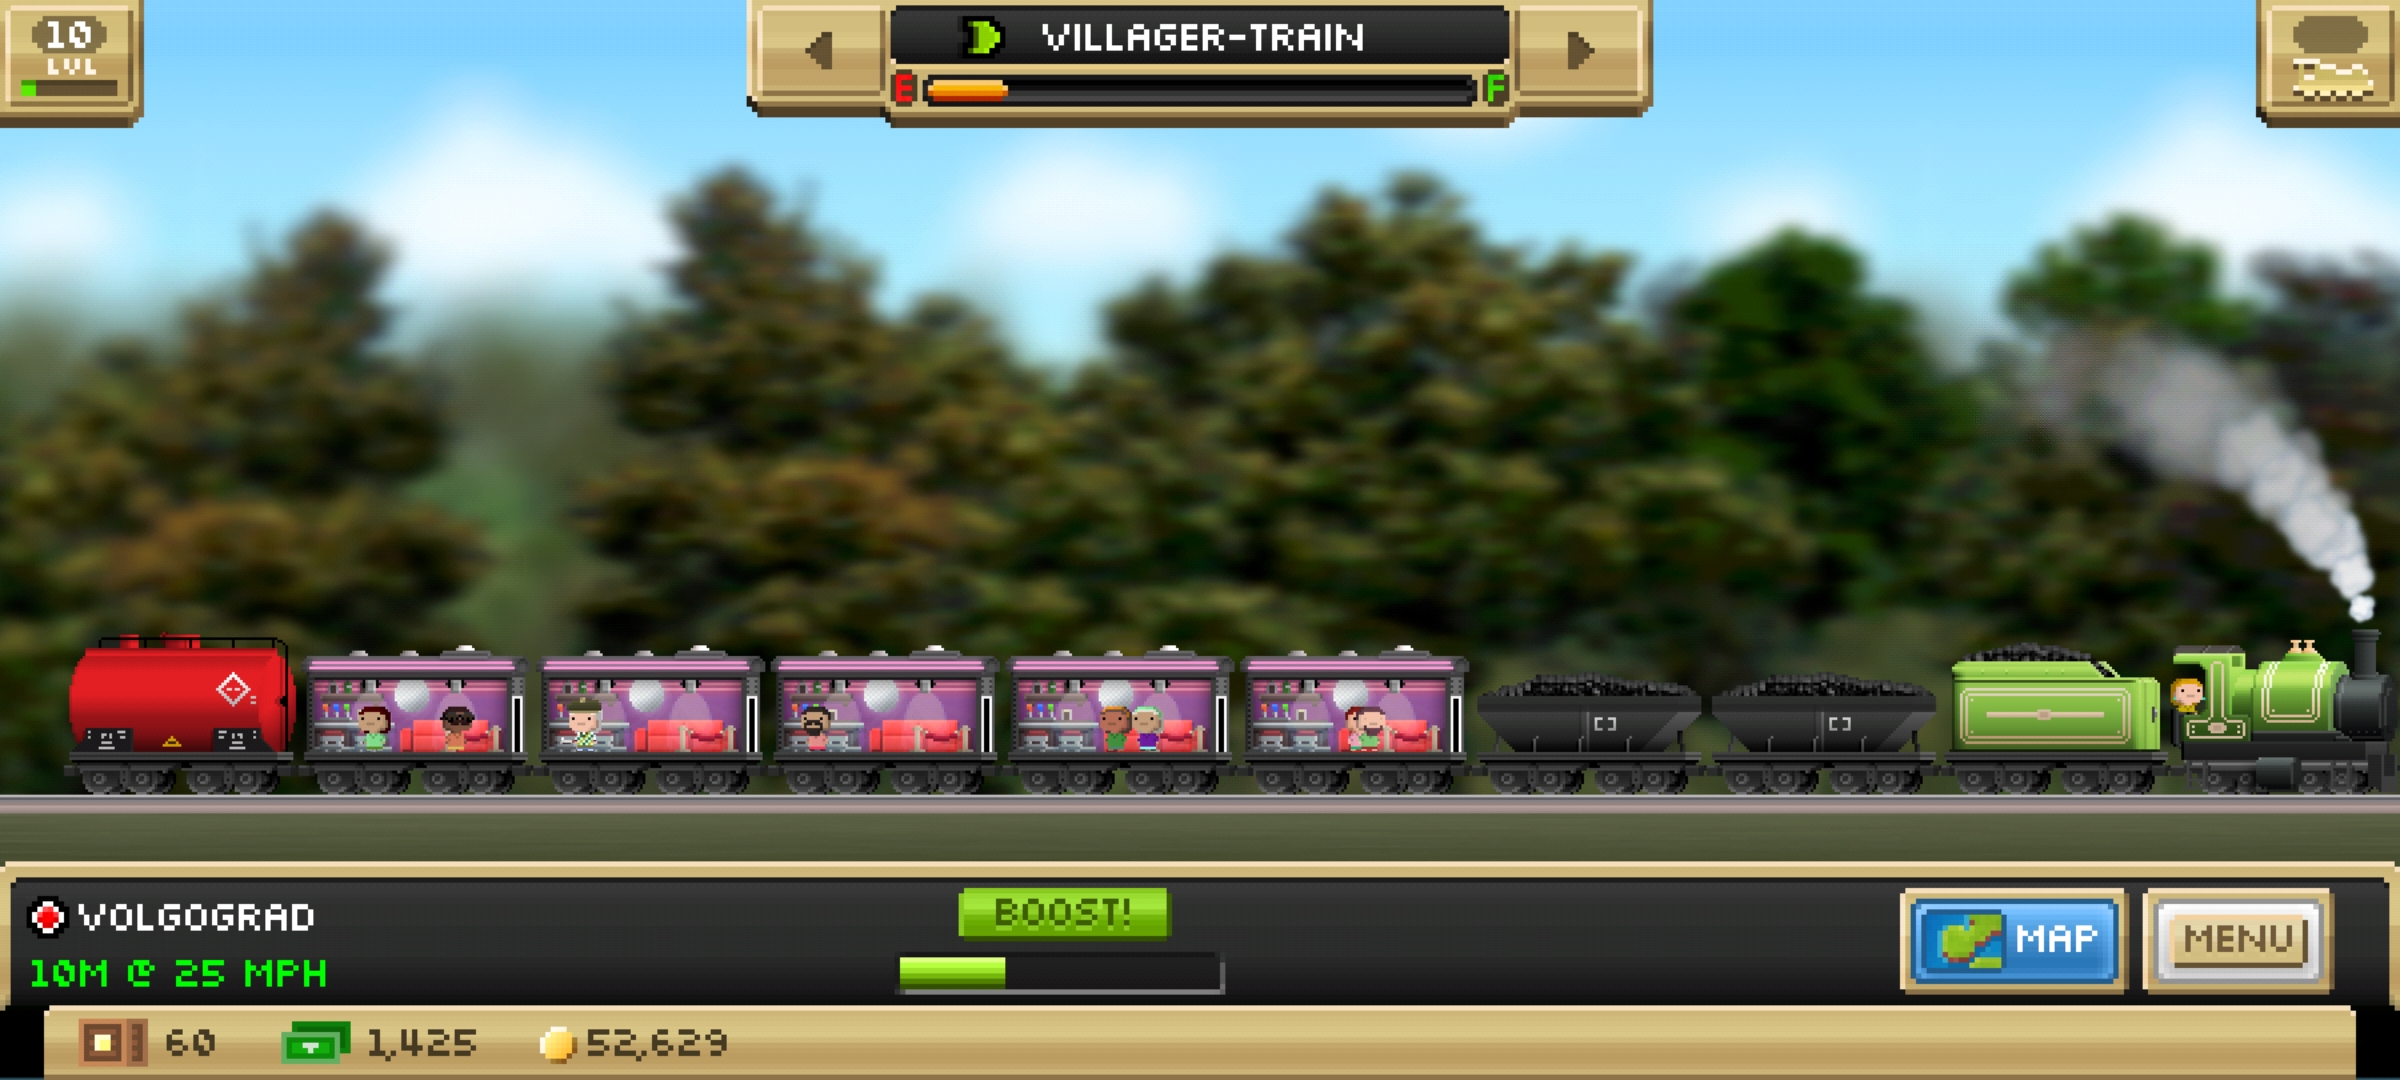 10
LVL
VILLAGER-TRAIN
E F
VOLGOGRAD
10M @ 25 MPH
BOOST!
MAP
MENU
60
1,425
52,629